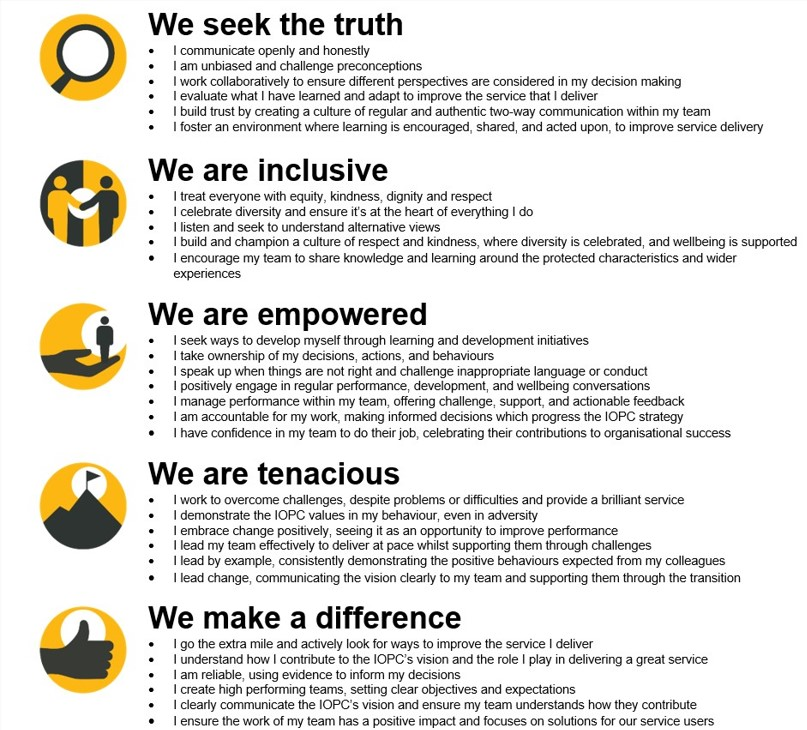 We seek the truth
• I communicate openly and honestly
• I am unbiased and challenge preconceptions
• I work collaboratively to ensure different perspectives are considered in my decision making
• I evaluate what I have learned and adapt to improve the service that I deliver
• I build trust by creating a culture of regular and authentic two-way communication within my team
• I foster an environment where learning is encouraged, shared, and acted upon, to improve service delivery
We are inclusive
• I treat everyone with equity, kindness, dignity and respect
• I celebrate diversity and ensure it's at the heart of everything I do
• I listen and seek to understand alternative views
• I build and champion a culture of respect and kindness, where diversity is celebrated, and wellbeing is supported
• I encourage my team to share knowledge and learning around the protected characteristics and wider
experiences
We are empowered
• I seek ways to develop myself through learning and development initiatives
• I take ownership of my decisions, actions, and behaviours
• I speak up when things are not right and challenge inappropriate language or conduct
• I positively engage in regular performance, development, and wellbeing conversations
• I manage performance within my team, offering challenge, support, and actionable feedback
• I am accountable for my work, making informed decisions which progress the IOPC strategy
• I have confidence in my team to do their job, celebrating their contributions to organisational success
We are tenacious
• I work to overcome challenges, despite problems or difficulties and provide a brilliant service
• I demonstrate the IOPC values in my behaviour, even in adversity
• I embrace change positively, seeing it as an opportunity to improve performance
• I lead my team effectively to deliver at pace whilst supporting them through challenges
• I lead by example, consistently demonstrating the positive behaviours expected from my colleagues
• I lead change, communicating the vision clearly to my team and supporting them through the transition
We make a difference
• I go the extra mile and actively look for ways to improve the service I deliver
• I understand how I contribute to the IOPC's vision and the role I play in delivering a great service
• I am reliable, using evidence to inform my decisions
• I create high performing teams, setting clear objectives and expectations
• I clearly communicate the IOPC's vision and ensure my team understands how they contribute
• I ensure the work of my team has a positive impact and focuses on solutions for our service users